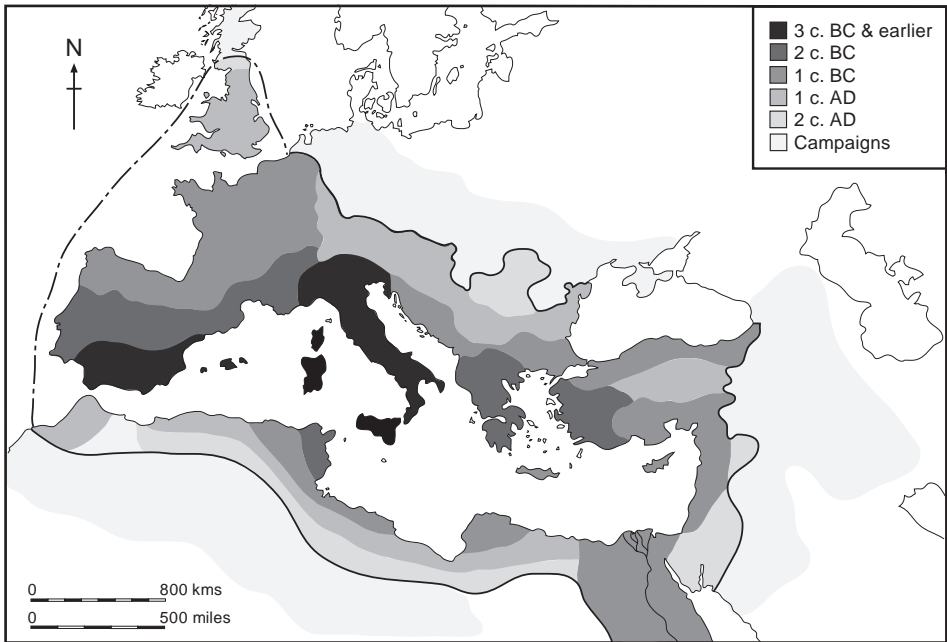 N
3 c. BC & earlier
2 c. BC
1 c. BC
1 c. AD
2 c. AD
Campaigns
0 800 kms
0 500 miles